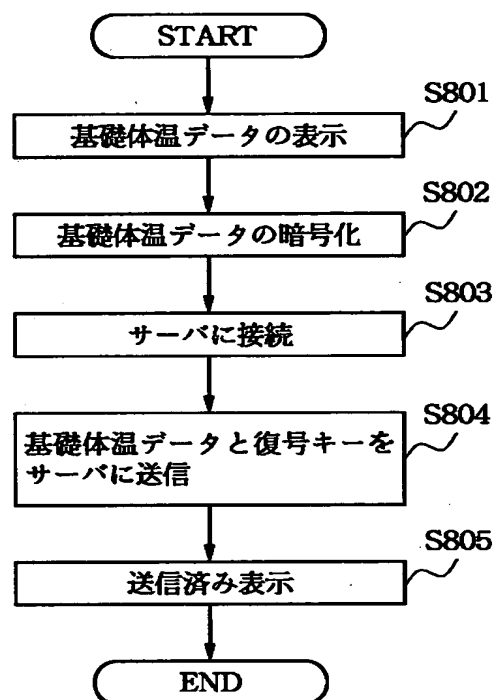 START
S801
基礎体温データの表示
S802
基礎体温データの暗号化
S803
サーバに接続
S804
基礎体温データと復号キーを
サーバに送信
S805
送信済み表示
END